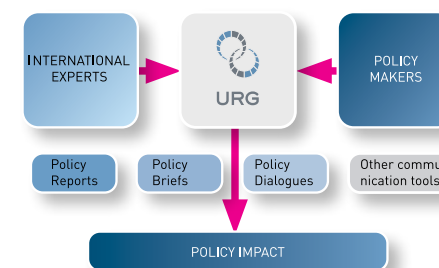 INTERNATIONAL
EXPERTS
URG
POLICY
MAKERS
Policy
Reports
Policy
Briefs
Policy
Dialogues
Other commu
nication tools
POLICY IMPACT